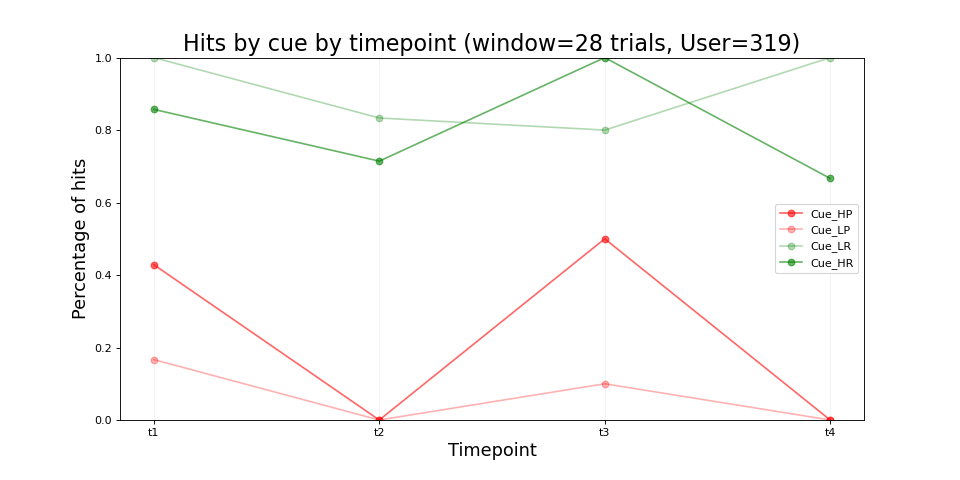 Hits by cue by timepoint (window=28 trials, User=319)
Percentage of hits
1.0
0.8
0.6
0.4
0.2
0.0
Cue_HP
Cue_LP
Cue_LR
Cue_HR
t1
t2
t3
t4
Timepoint